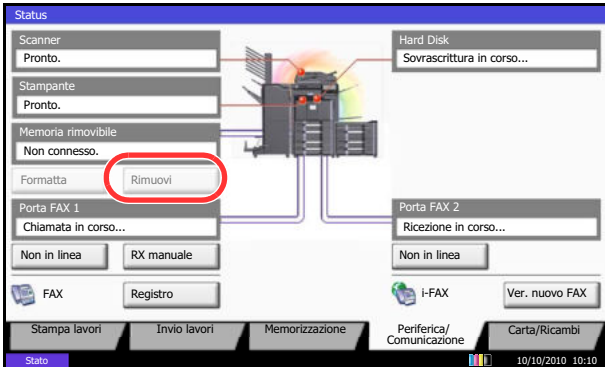 Status
Scanner
Pronto.
Hard Disk
Sovrascrittura in corso...
Stampante
Pronto.
Memoria rimovibile
Non connesso.
Formatta
Rimuovi
Porta FAX 1
Chiamata in corso...
Porta FAX 2
Ricezione in corso...
Non in linea
RX manuale
Non in linea
FAX
Registro
i-FAX
Ver. nuovo FAX
Stampa lavori
Invio lavori
Memorizzazione
Periferica/
Comunicazione
Carta/Ricambi
Stato
10/10/2010 10:10